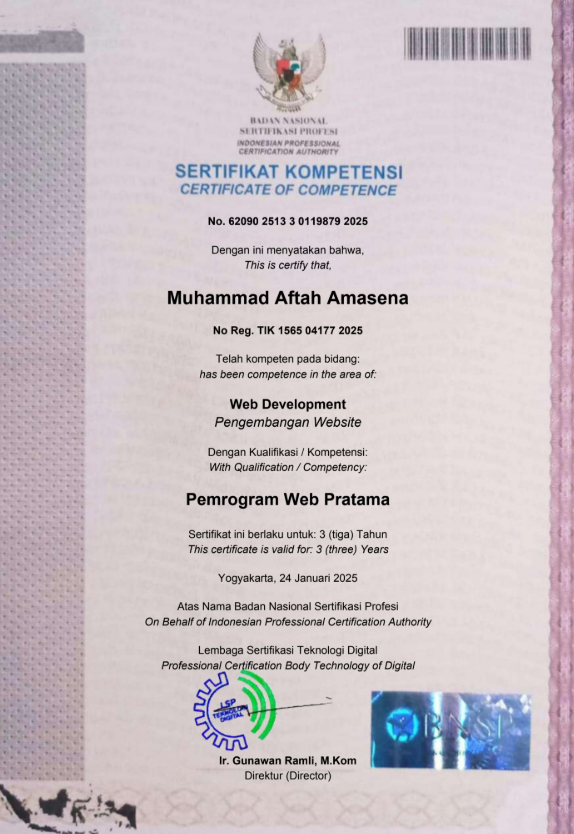 BADAN NASIONAL
SERTIFIKASI PROFESI
INDONESIAN PROFESSIONAL
CERTIFICATION AUTHORITY
SERTIFIKAT KOMPETENSI
CERTIFICATE OF COMPETENCE
No. 62090 2513 3 0119879 2025
Dengan ini menyatakan bahwa,
This is certify that,
Muhammad Aftah Amasena
No Reg. TIK 1565 04177 2025
Telah kompeten pada bidang:
has been competence in the area of:
Web Development
Pengembangan Website
Dengan Kualifikasi / Kompetensi:
With Qualification / Competency:
Pemrogram Web Pratama
Sertifikat ini berlaku untuk: 3 (tiga) Tahun
This certificate is valid for: 3 (three) Years
Yogyakarta, 24 Januari 2025
Atas Nama Badan Nasional Sertifikasi Profesi
On Behalf of Indonesian Professional Certification Authority
Lembaga Sertifikasi Teknologi Digital
Professional Certification Body Technology of Digital
LSP
TEKNOLOGI
DIGITAL
BNSP
Ir. Gunawan Ramli, M.Kom
Direktur (Director)